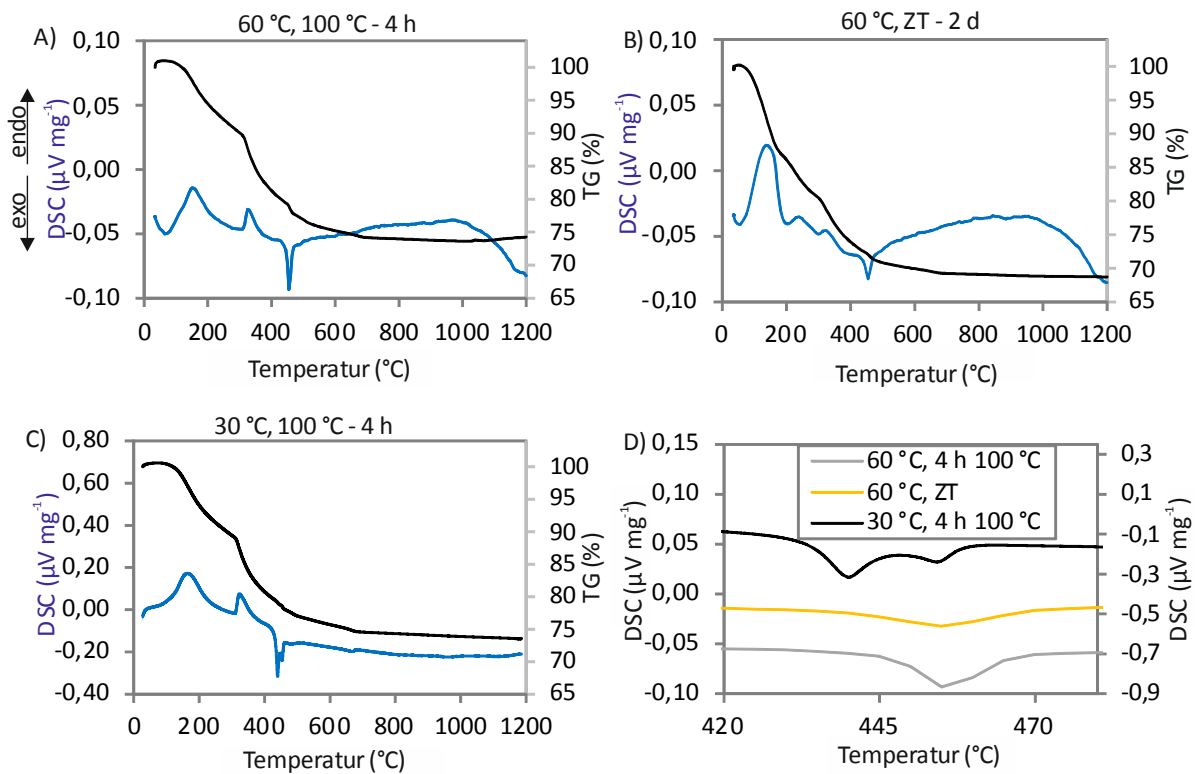 A)
60 °C, 100 °C - 4 h
0,10
0,05
0,00
-0,05
-0,10
exo endo
DSC (µV mg-1)
100
95
90
85
80
75
70
65
TG (%)
0 200 400 600 800 1000 1200
Temperatur (°C)
B)
60 °C, ZT - 2 d
0,10
0,05
0,00
-0,05
-0,10
DSC (µV mg-1)
100
95
90
85
80
75
70
65
TG (%)
0 200 400 600 800 1000 1200
Temperatur (°C)
C)
30 °C, 100 °C - 4 h
0,80
0,60
0,40
0,20
0,00
-0,20
-0,40
DSC (µV mg-1)
100
95
90
85
80
75
70
65
TG (%)
0 200 400 600 800 1000 1200
Temperatur (°C)
D)
0,15
0,10
0,05
0,00
-0,05
-0,10
DSC (µV mg-1)
60 °C, 4 h 100 °C
60 °C, ZT
30 °C, 4 h 100 °C
0,3
0,1
-0,1
-0,3
-0,5
-0,7
-0,9
DSC (µV mg-1)
420 445 470
Temperatur (°C)